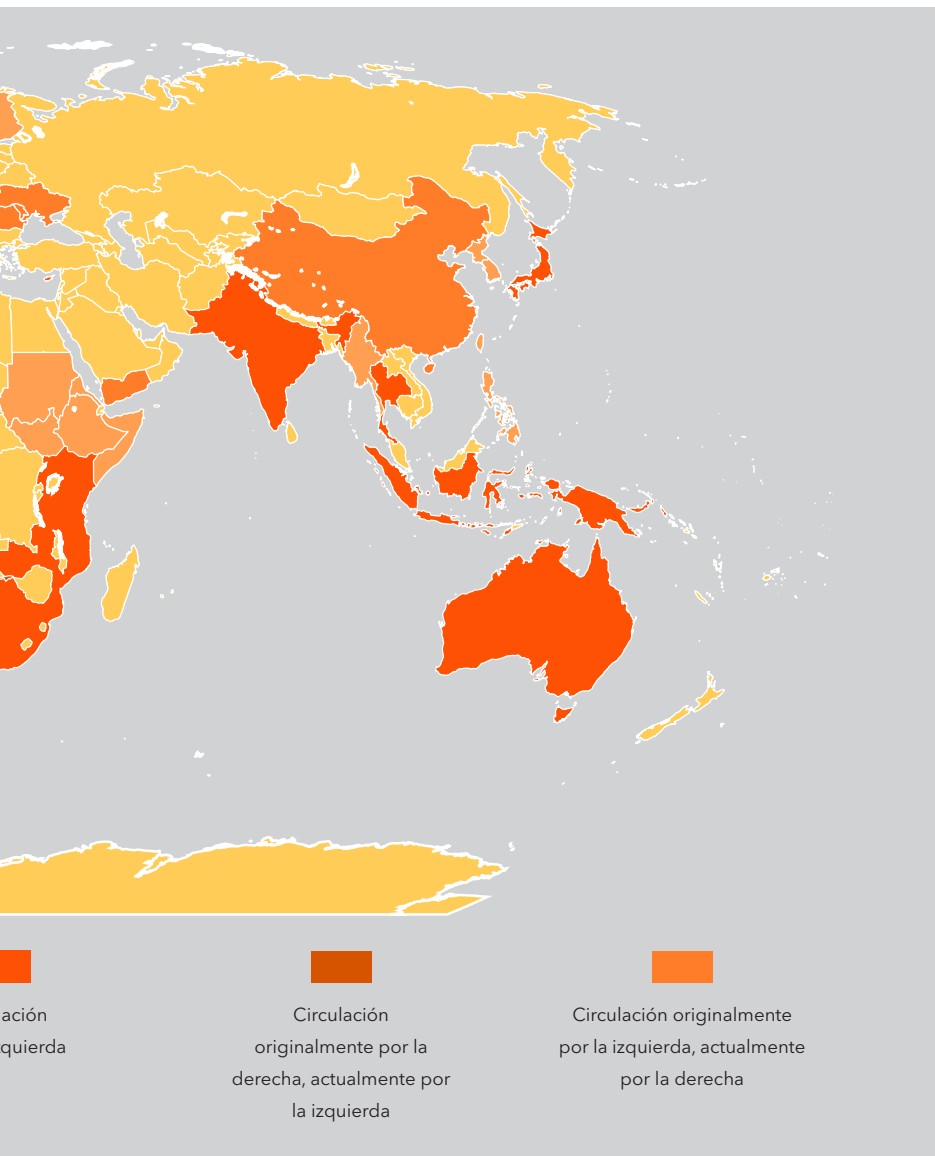 ación
quierda
Circulación
originalmente por la
derecha, actualmente por
la izquierda
Circulación originalmente
por la izquierda, actualmente
por la derecha